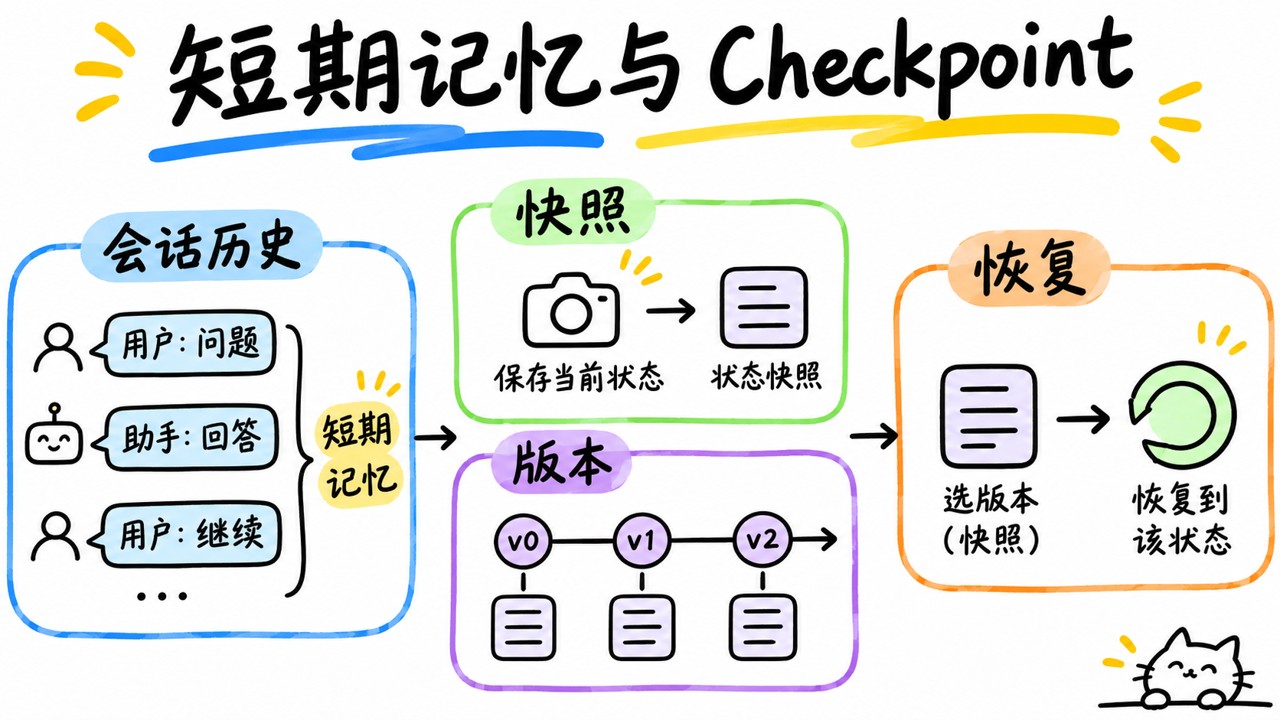 短期记忆与 Checkpoint
会话历史
用户: 问题
助手: 回答
用户: 继续
...
短期
记忆
快照
保存当前状态
状态快照
版本
v0
v1
v2
恢复
选版本
(快照)
恢复到
该状态